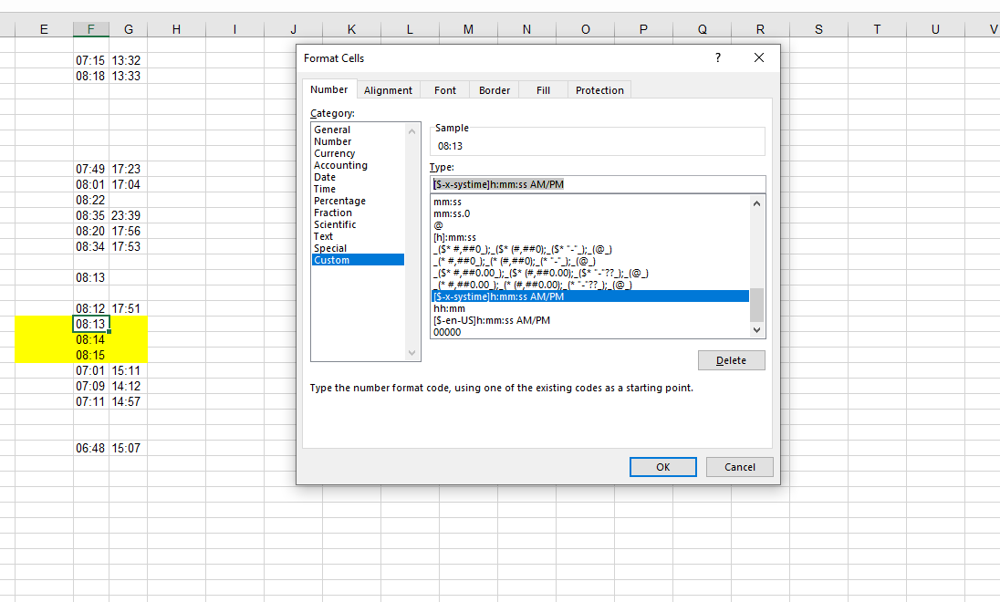 E F G H I J K L M N O P Q R S T U V
07:15 13:32
08:18 13:33
07:49 17:23
08:01 17:04
08:22
08:35 23:39
08:20 17:56
08:34 17:53
08:13
08:12 17:51
08:13
08:14
08:15
07:01 15:11
07:09 14:12
07:11 14:57
06:48 15:07
Format Cells ? ×
Number Alignment Font Border Fill Protection
Category:
General
Number
Currency
Accounting
Date
Time
Percentage
Fraction
Scientific
Text
Special
Custom
Sample
08:13
Type:
[$-x-systime]h:mm:ss AM/PM
mm:ss
mm:ss.0
@
[h]:mm:ss
_($* #,##0_);_($* (#,##0);_($* "-"_);_(@_)
_(* #,##0_);_(* (#,##0);_(* "-"_);_(@_)
_($* #,##0.00_);_($* (#,##0.00);_($* "-"??_);_(@_)
_(* #,##0.00_);_(* (#,##0.00);_(* "-"??_);_(@_)
[$-x-systime]h:mm:ss AM/PM
hh:mm
[$-en-US]h:mm:ss AM/PM
00000
Delete
Type the number format code, using one of the existing codes as a starting point.
OK Cancel